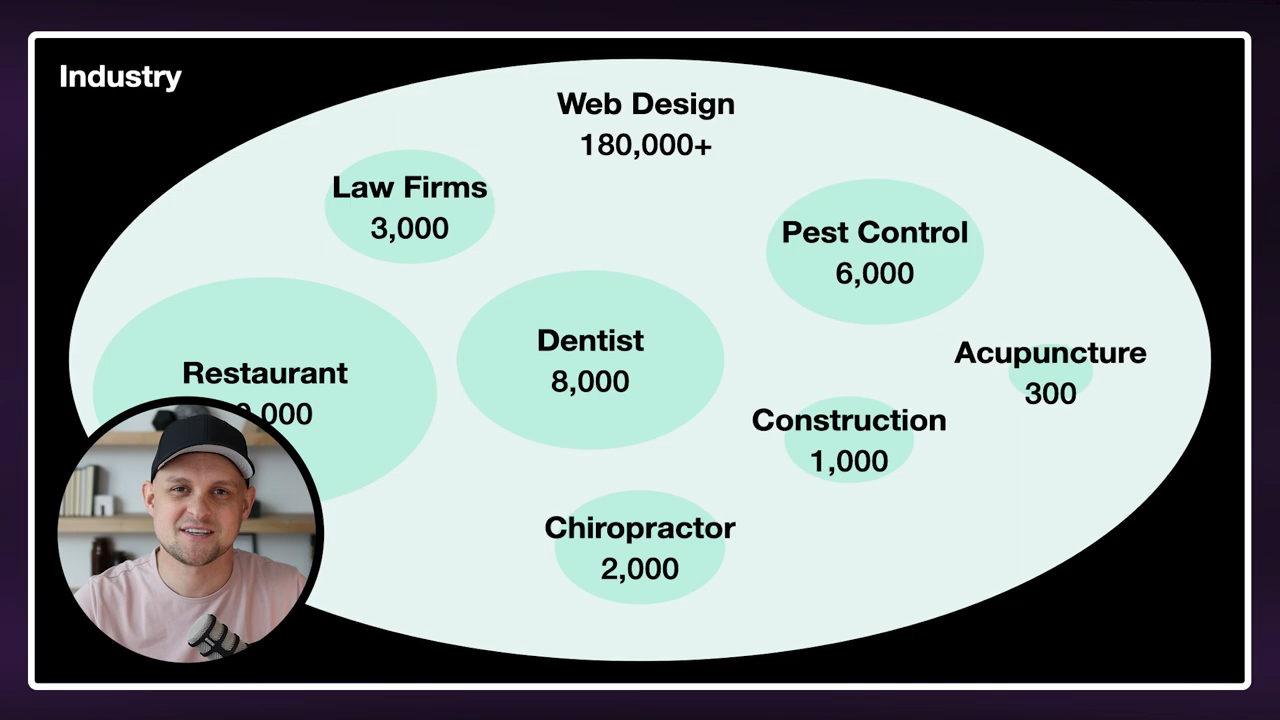 Industry
Web Design
180,000+
Law Firms
3,000
Pest Control
6,000
Dentist
8,000
Acupuncture
300
Restaurant
,000
Construction
1,000
Chiropractor
2,000